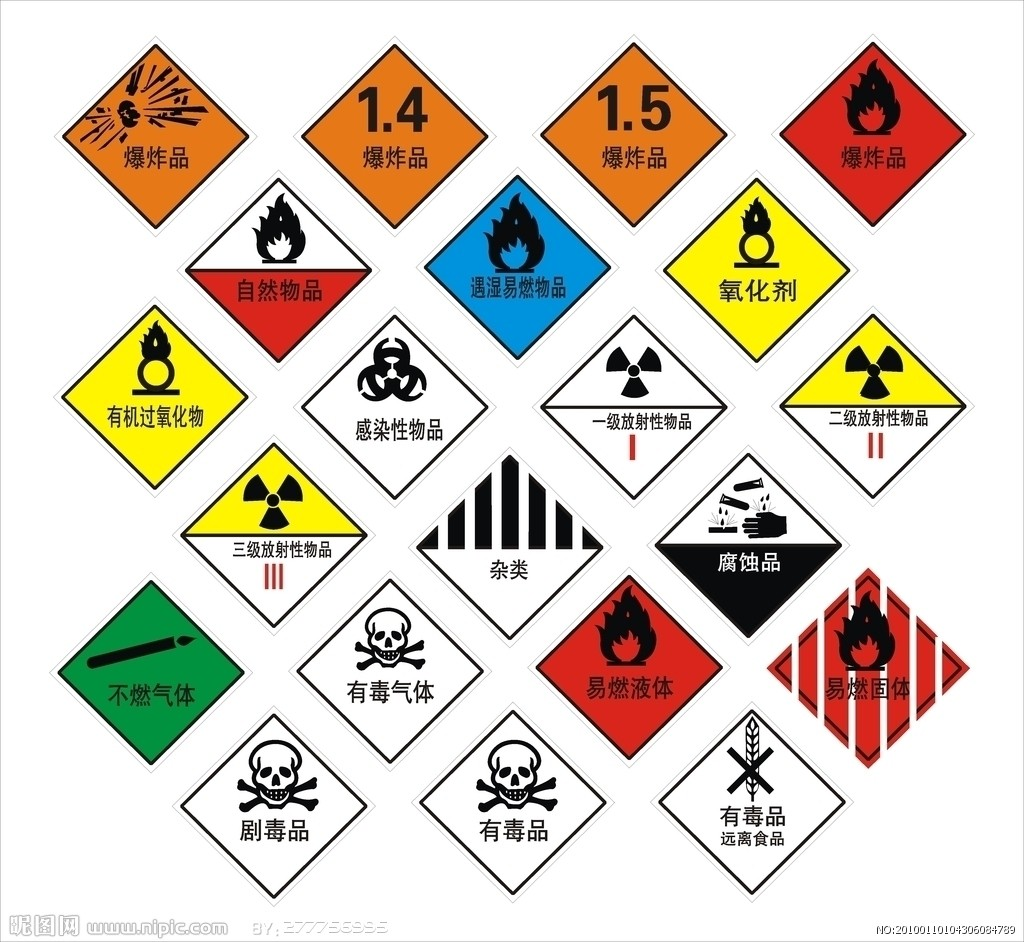 爆炸品
1.4
爆炸品
1.5
爆炸品
爆炸品
自然物品
遇湿易燃物品
氧化剂
有机过氧化物
感染性物品
一级放射性物品
I
二级放射性物品
II
三级放射性物品
III
杂类
腐蚀品
不燃气体
有毒气体
易燃液体
易燃固体
剧毒品
有毒品
有毒品
远离食品
昵图网 www.nipic.com
BY: 277756935
NO:20100110104306084789